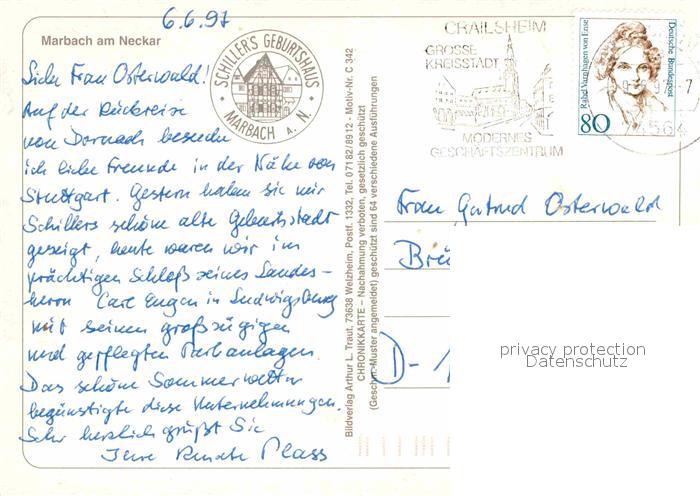 6.6.97
Marbach am Neckar
SCHILLER'S GEBURTSHAUS
MARBACH A. N.
Liebe Frau Osterwald!
Auf der Rückreise
von Dornach besuche
ich liebe Freunde in der Nähe von
Stuttgart. Gestern haben sie mir
Schillers schöne alte Geburtsstadt
gezeigt, heute waren wir im
prächtigen Schloß seines Landes-
herrn Carl Eugen in Ludwigsburg
mit seinen großzügigen
und gepflegten Parkanlagen.
Das schöne Sommerwetter
begünstigte diese Unternehmungen.
Sehr herzlich grüßt Sie
Ihre Renate Plass
Bildverlag Arthur L. Traut, 73638 Welzheim, Postf. 1332, Tel. 07182/8912 - Motiv-Nr. C 342
CHRONIKKARTE – Nachahmung verboten, gesetzlich geschützt
(Geschm.-Muster angemeldet) geschützt sind 64 verschiedene Ausführungen
CRAILSHEIM
GROSSE
KREISSTADT
MODERNES
GESCHÄFTSZENTRUM
Rahel Varnhagen von Ense
Deutsche Bundespost
80
Frau Gertrud Osterwald
Brü
D-1
privacy protection
Datenschutz